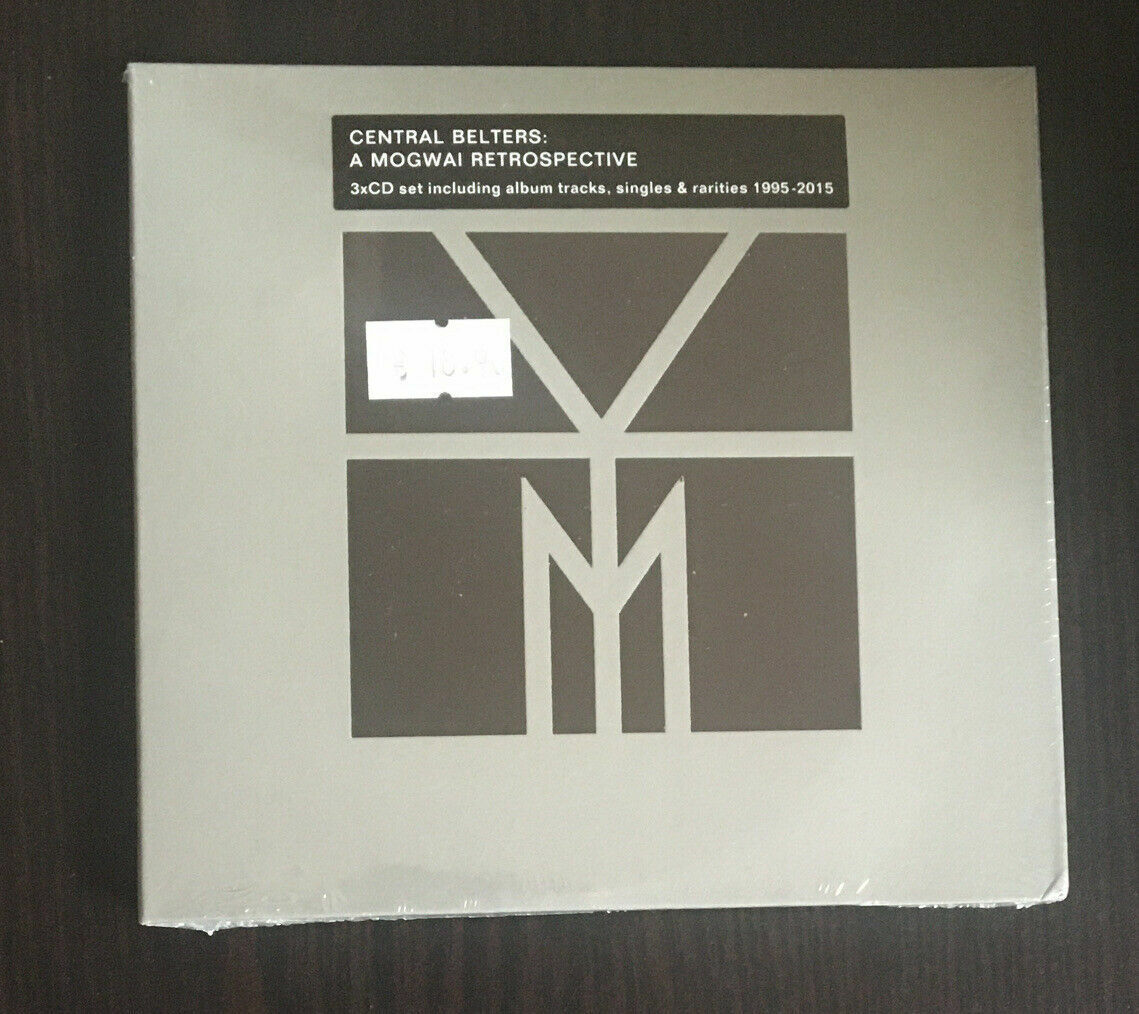 CENTRAL BELTERS:
A MOGWAI RETROSPECTIVE
3xCD set including album tracks, singles & rarities 1995-2015